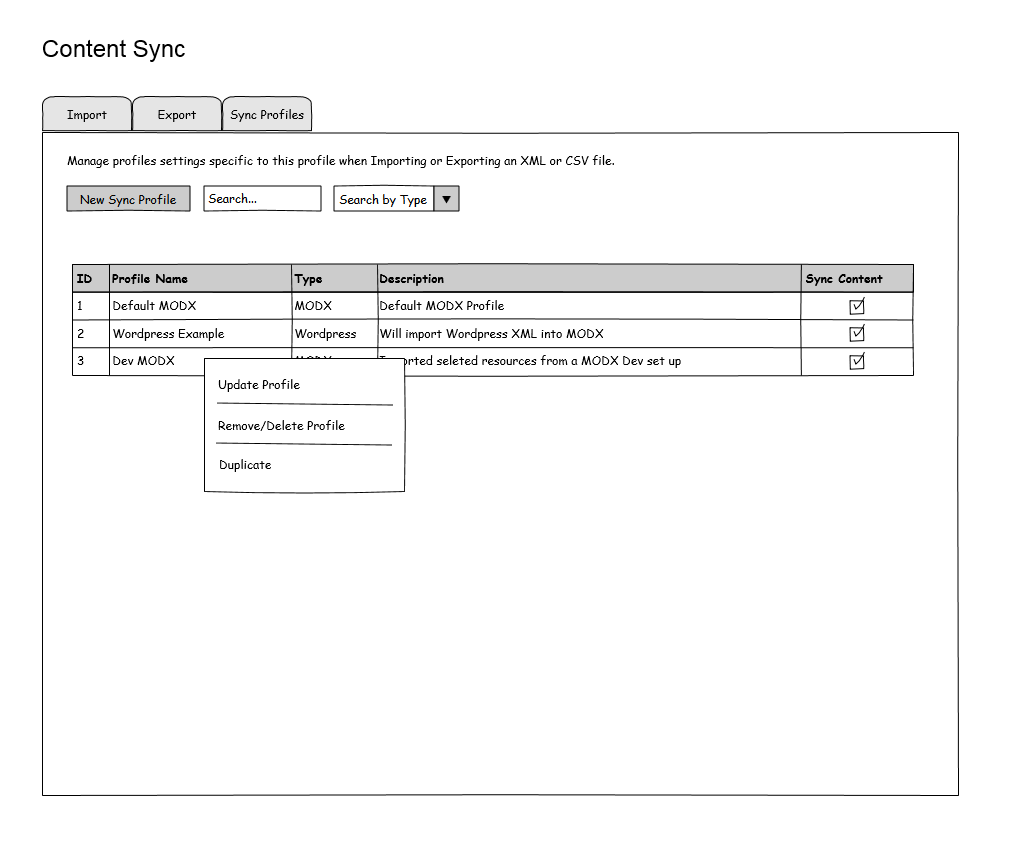 Content Sync
Import Export Sync Profiles
Manage profiles settings specific to this profile when Importing or Exporting an XML or CSV file.
New Sync Profile Search... Search by Type
ID Profile Name Type Description Sync Content
1 Default MODX MODX Default MODX Profile
2 Wordpress Example Wordpress Will import Wordpress XML into MODX
3 Dev MODX seleted resources from a MODX Dev set up
Update Profile
Remove/Delete Profile
Duplicate